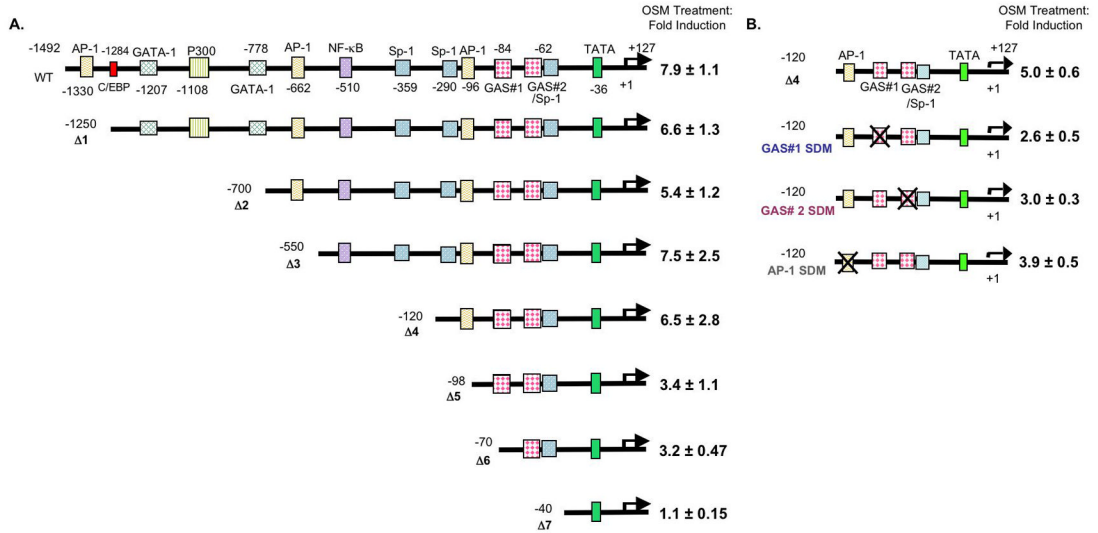 A.
OSM Treatment:
Fold Induction
-1492 AP-1 -1284 GATA-1 P300 -778 AP-1 NF-κB Sp-1 Sp-1 AP-1 -84 -62 TATA +127
WT 7.9 ± 1.1
-1330 C/EBP -1207 -1108 GATA-1 -662 -510 -359 -290 -96 GAS#1 GAS#2 -36 +1
/Sp-1
-1250
Δ1 6.6 ± 1.3
-700
Δ2 5.4 ± 1.2
-550
Δ3 7.5 ± 2.5
-120
Δ4 6.5 ± 2.8
-98
Δ5 3.4 ± 1.1
-70
Δ6 3.2 ± 0.47
-40
Δ7 1.1 ± 0.15
B.
OSM Treatment:
Fold Induction
-120 AP-1 TATA +127
Δ4 5.0 ± 0.6
GAS#1 GAS#2 +1
/Sp-1
-120
GAS#1 SDM 2.6 ± 0.5
+1
-120
GAS# 2 SDM 3.0 ± 0.3
+1
-120
AP-1 SDM 3.9 ± 0.5
+1